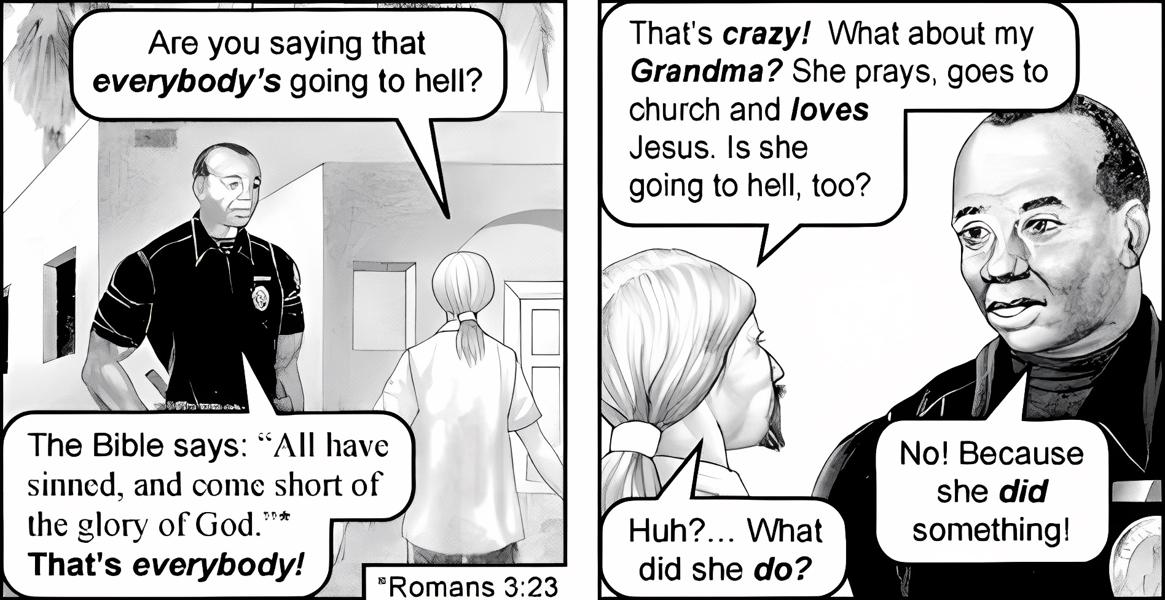 Are you saying that
everybody's going to hell?
The Bible says: “All have
sinned, and come short of
the glory of God.”*
That's everybody!
*Romans 3:23
That's crazy! What about my
Grandma? She prays, goes to
church and loves
Jesus. Is she
going to hell, too?
No! Because
she did
something!
Huh?... What
did she do?